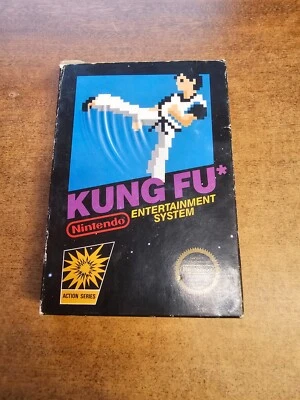 KUNG FU*
Nintendo
ENTERTAINMENT
SYSTEM
ACTION SERIES